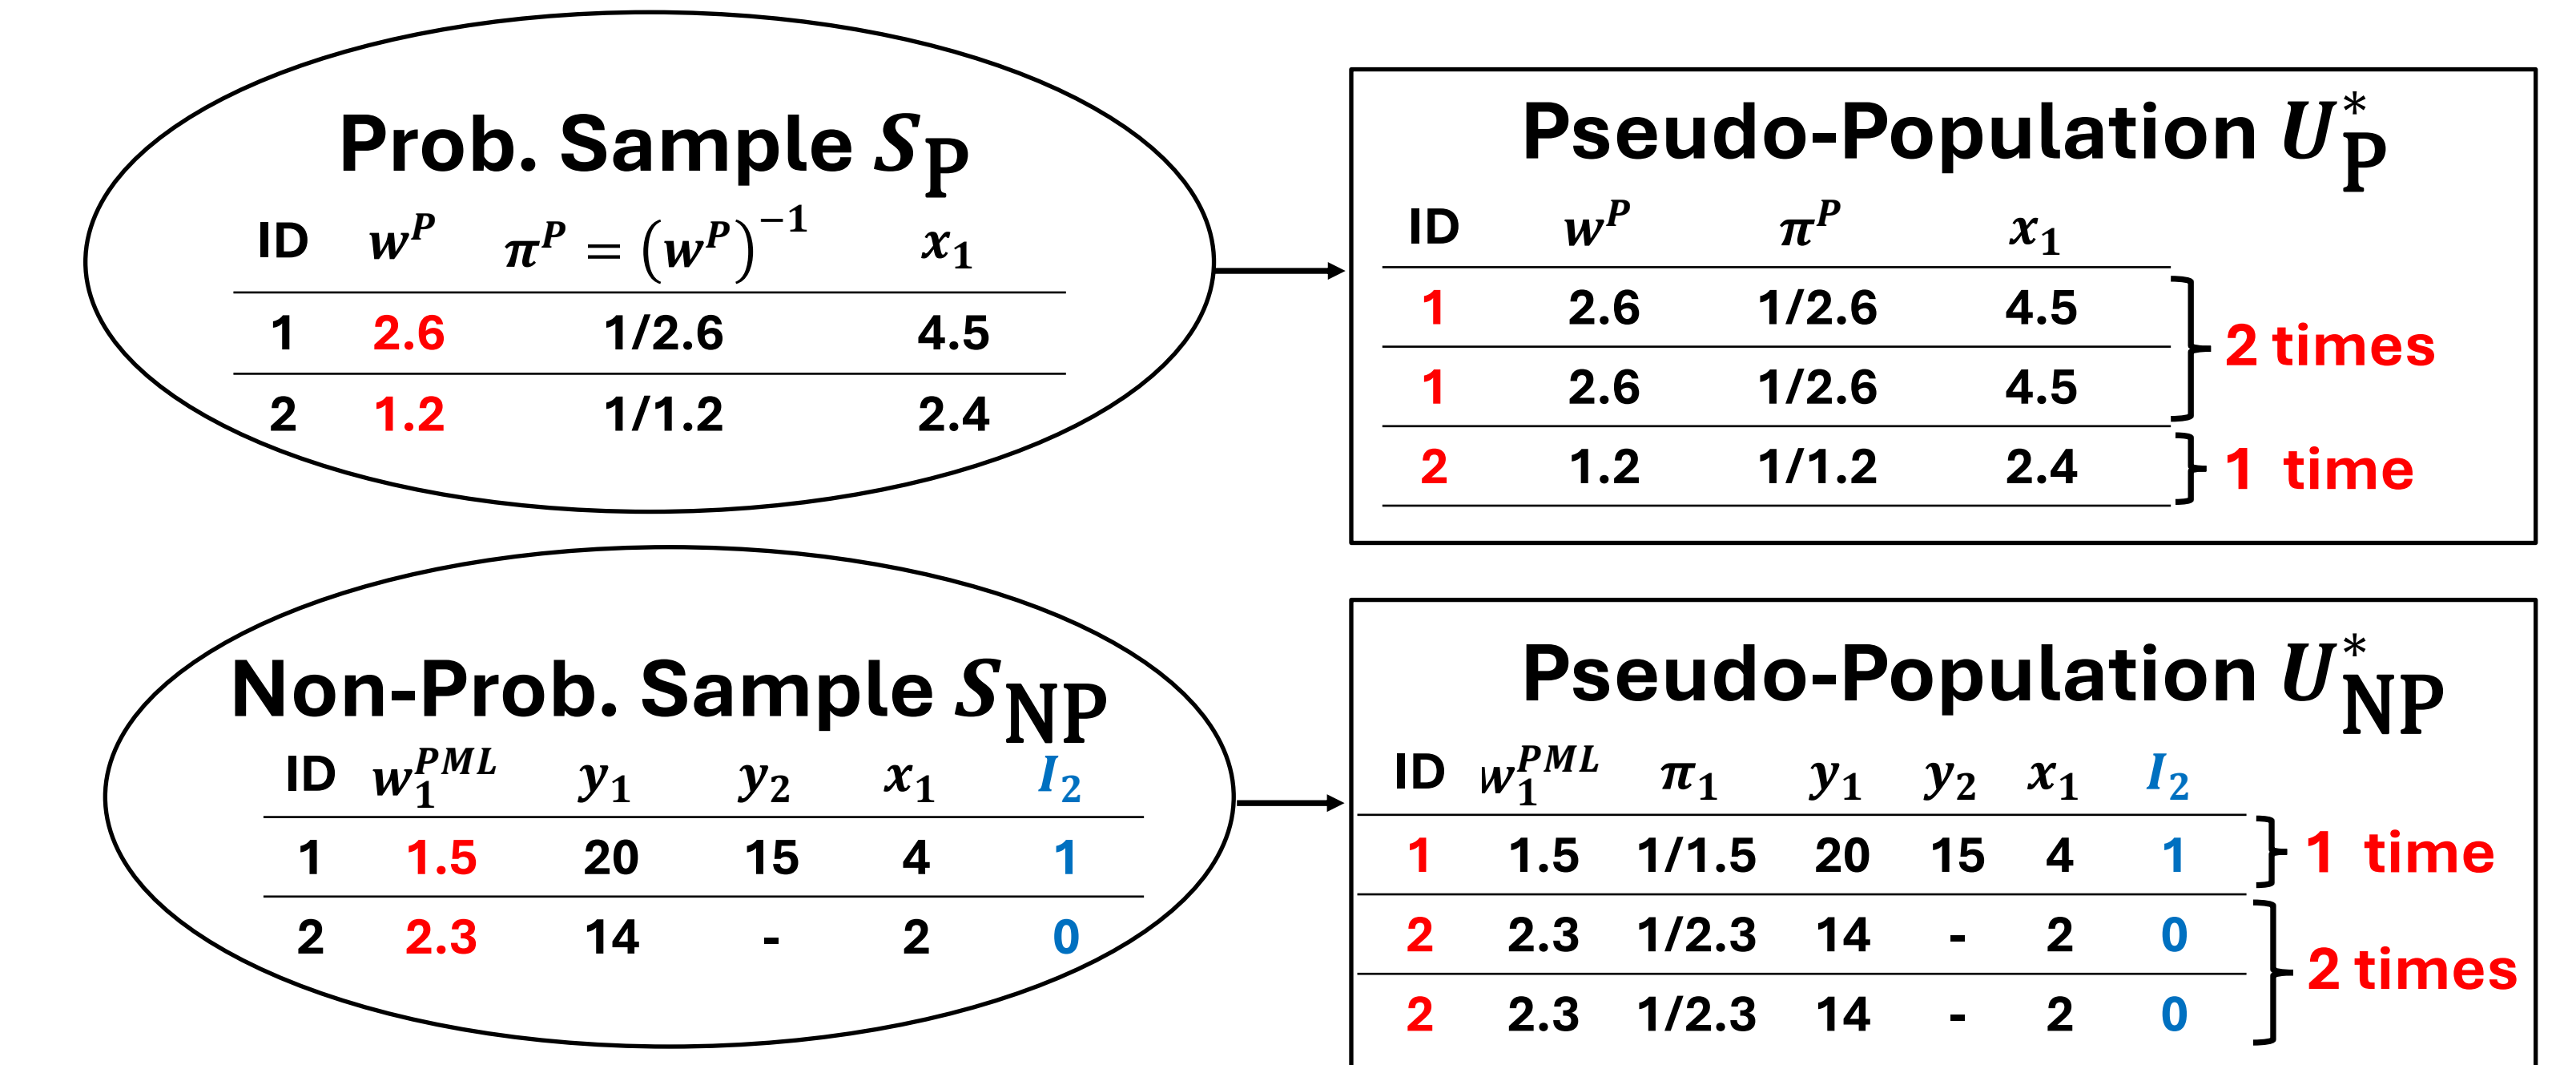 Prob. Sample S_P
ID w^P π^P = (w^P)^−1 x_1
1 2.6 1/2.6 4.5
2 1.2 1/1.2 2.4
Pseudo-Population U*_P
ID w^P π^P x_1
1 2.6 1/2.6 4.5
1 2.6 1/2.6 4.5
2 times
2 1.2 1/1.2 2.4
1 time
Non-Prob. Sample S_NP
ID w_1^PML y_1 y_2 x_1 I_2
1 1.5 20 15 4 1
2 2.3 14 - 2 0
Pseudo-Population U*_NP
ID w_1^PML π_1 y_1 y_2 x_1 I_2
1 1.5 1/1.5 20 15 4 1
1 time
2 2.3 1/2.3 14 - 2 0
2 2.3 1/2.3 14 - 2 0
2 times